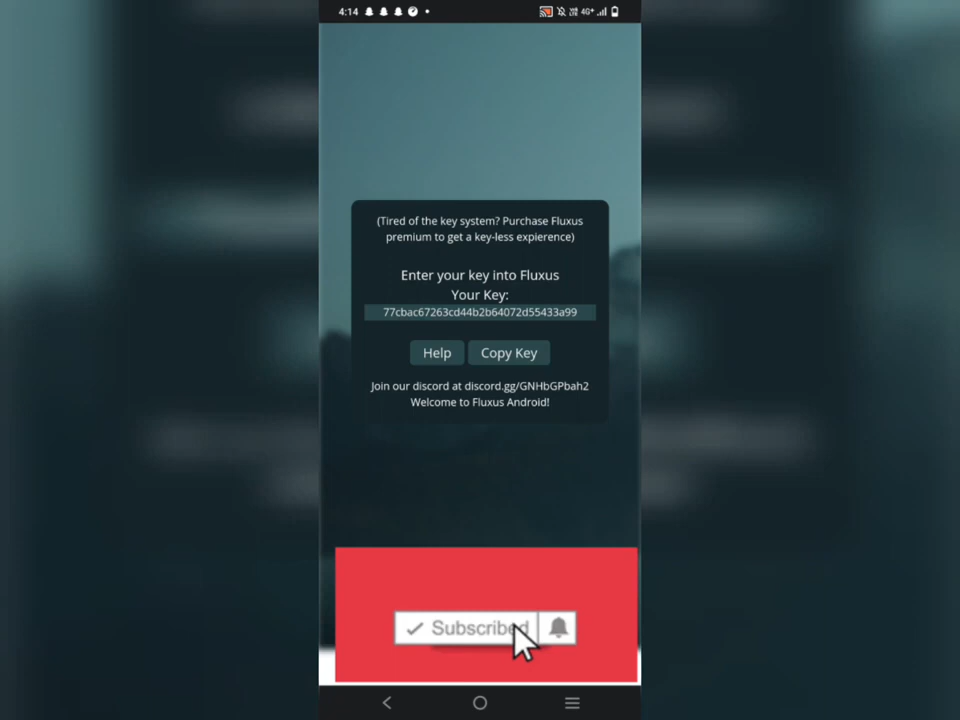 4:14
4G+
(Tired of the key system? Purchase Fluxus
premium to get a key-less expierence)
Enter your key into Fluxus
Your Key:
77cbac67263cd44b2b64072d55433a99
Help Copy Key
Join our discord at discord.gg/GNHbGPbah2
Welcome to Fluxus Android!
Subscribed